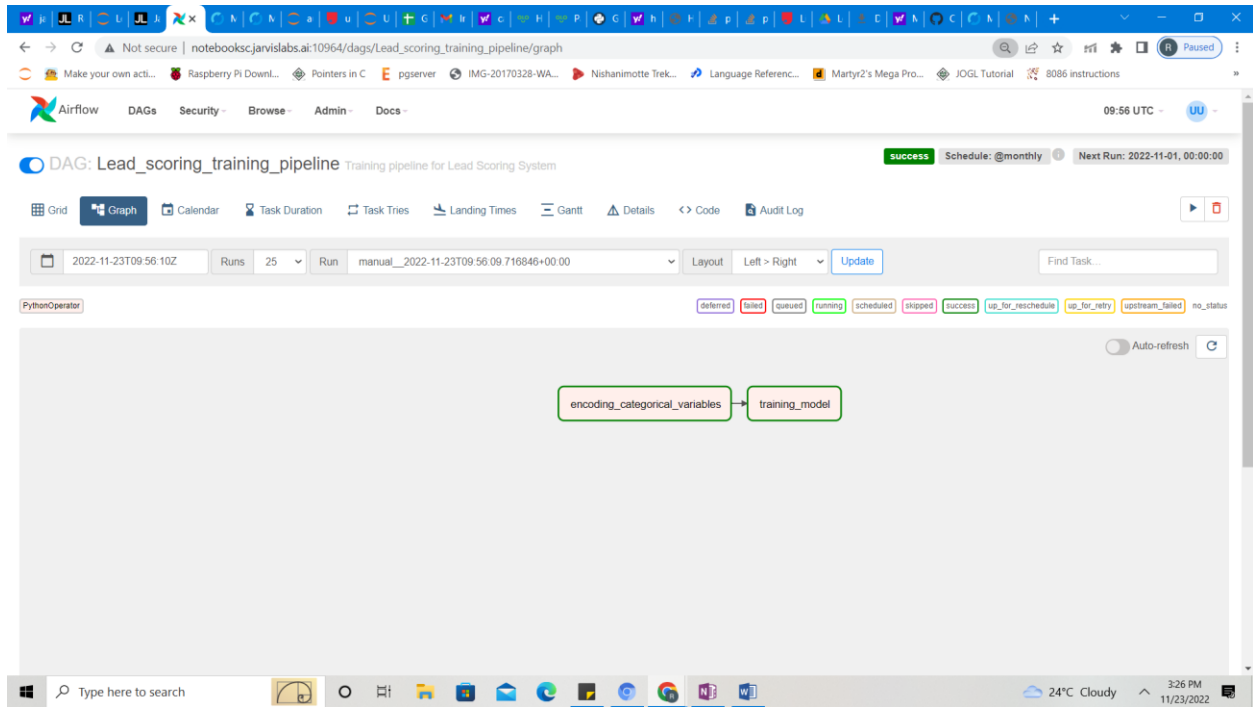 Not secure | notebooksc.jarvislabs.ai:10964/dags/Lead_scoring_training_pipeline/graph
R Paused
Make your own acti... Raspberry Pi Downl... Pointers in C pgserver IMG-20170328-WA... Nishanimotte Trek... Language Referenc... Martyr2's Mega Pro... JOGL Tutorial 8086 instructions »
Airflow DAGs Security Browse Admin Docs 09:56 UTC UU
DAG: Lead_scoring_training_pipeline Training pipeline for Lead Scoring System success Schedule: @monthly Next Run: 2022-11-01, 00:00:00
Grid Graph Calendar Task Duration Task Tries Landing Times Gantt Details <> Code Audit Log
2022-11-23T09:56:10Z Runs 25 Run manual__2022-11-23T09:56:09.716846+00:00 Layout Left > Right Update Find Task...
PythonOperator deferred failed queued running scheduled skipped success up_for_reschedule up_for_retry upstream_failed no_status
Auto-refresh
encoding_categorical_variables training_model
Type here to search 24°C Cloudy 3:26 PM
11/23/2022